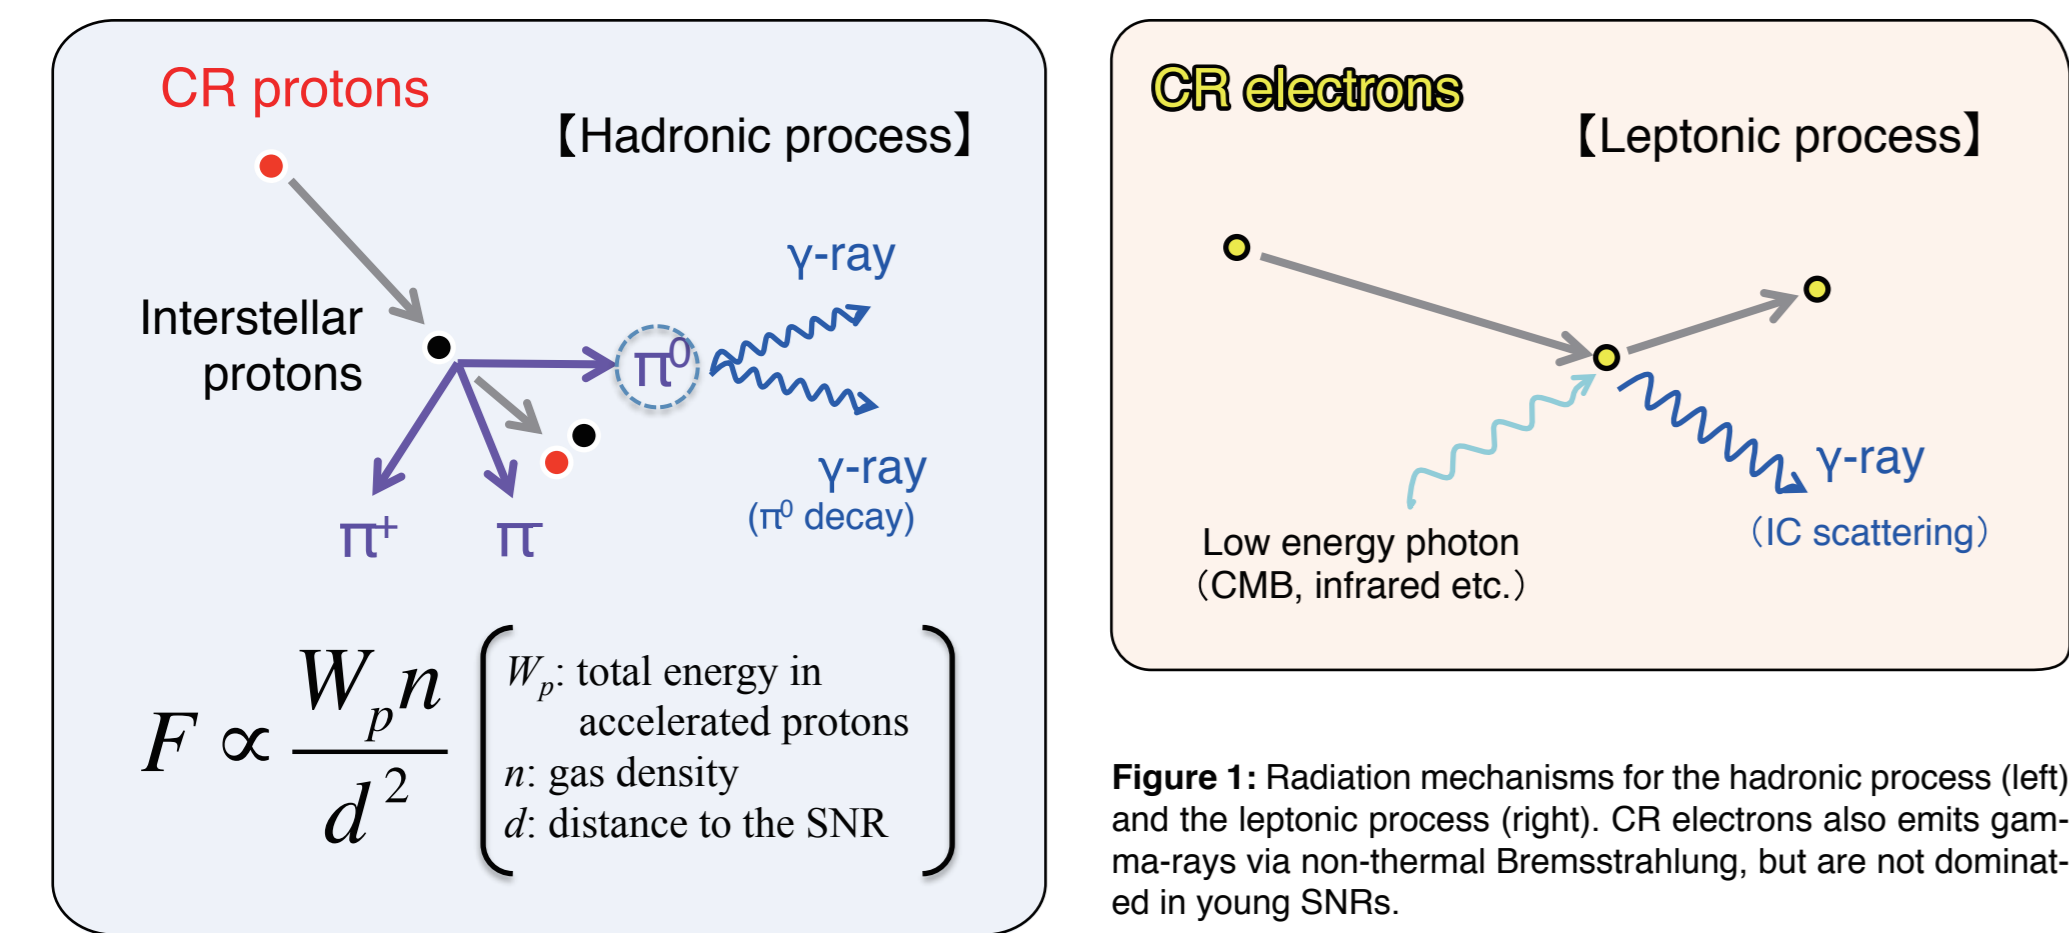 CR protons
【Hadronic process】
γ-ray
Interstellar
protons
π⁰
γ-ray
(π⁰ decay)
π⁺
π⁻
F ∝ W_p n / d²
W_p: total energy in
accelerated protons
n: gas density
d: distance to the SNR
CR electrons
【Leptonic process】
γ-ray
（IC scattering）
Low energy photon
（CMB, infrared etc.）
Figure 1: Radiation mechanisms for the hadronic process (left)
and the leptonic process (right). CR electrons also emits gam-
ma-rays via non-thermal Bremsstrahlung, but are not dominat-
ed in young SNRs.